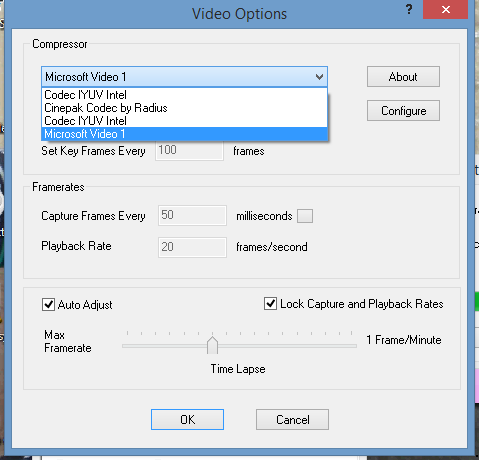 Video Options
?
Compressor
Microsoft Video 1
About
Codec IYUV Intel
Cinepak Codec by Radius
Codec IYUV Intel
Microsoft Video 1
Configure
Set Key Frames Every 100 frames
Framerates
Capture Frames Every 50 milliseconds
Playback Rate 20 frames/second
Auto Adjust
Lock Capture and Playback Rates
Max Framerate
1 Frame/Minute
Time Lapse
OK
Cancel